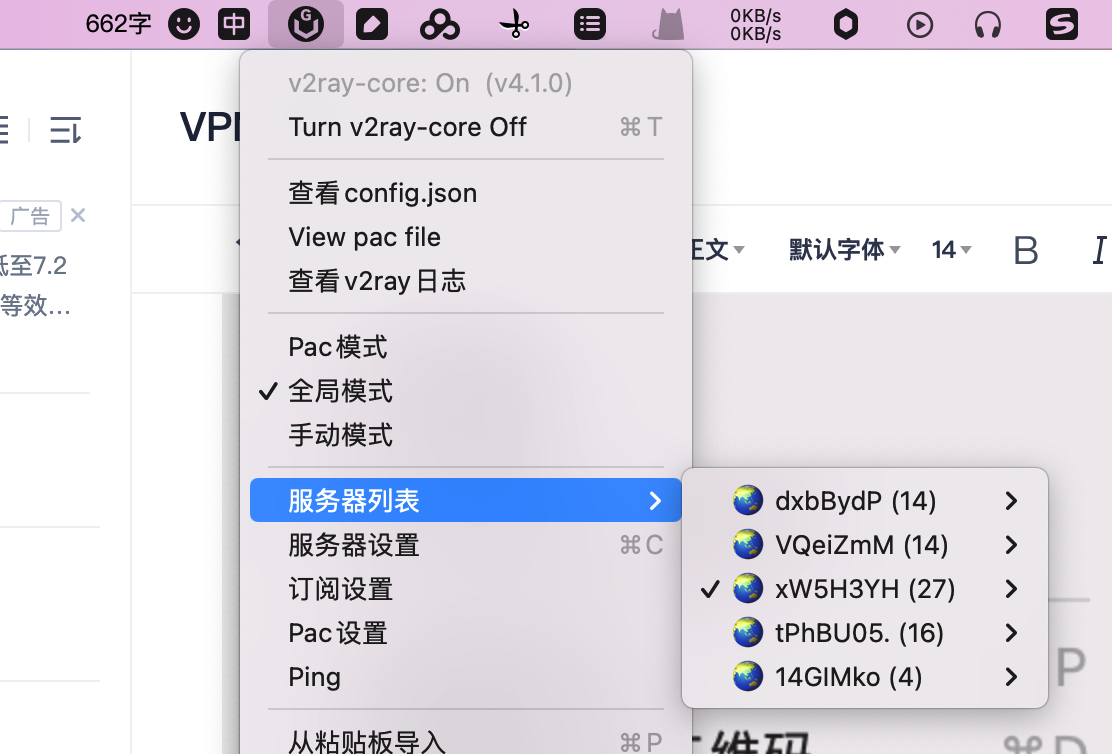 662字 中 G 0KB/s
0KB/s S
v2ray-core: On (v4.1.0)
Turn v2ray-core Off ⌘ T
VP
广告
低至7.2
等效…
查看config.json
View pac file
查看v2ray日志
正文 默认字体 14 B I
Pac模式
✓ 全局模式
手动模式
服务器列表
服务器设置 ⌘ C
订阅设置
Pac设置
Ping
从粘贴板导入 ⌘ P
dxbBydP (14)
VQeiZmM (14)
✓ xW5H3YH (27)
tPhBU05. (16)
14GIMko (4)
P
维码 ⌘D